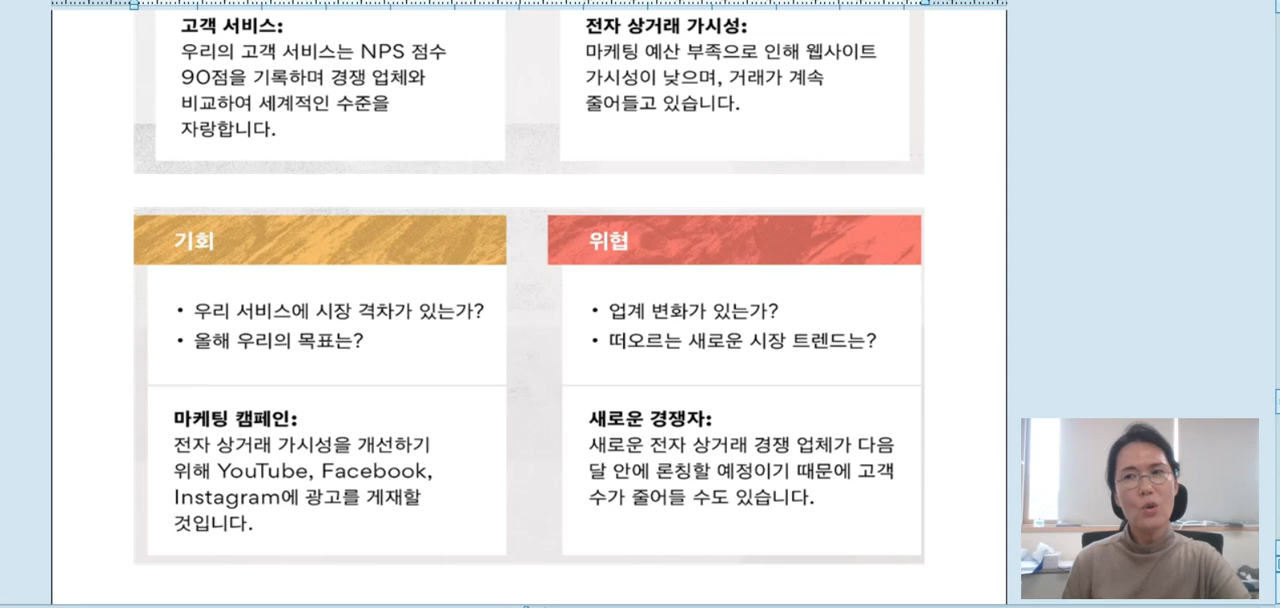 고객 서비스:
우리의 고객 서비스는 NPS 점수
90점을 기록하며 경쟁 업체와
비교하여 세계적인 수준을
자랑합니다.
전자 상거래 가시성:
마케팅 예산 부족으로 인해 웹사이트
가시성이 낮으며, 거래가 계속
줄어들고 있습니다.
기회
• 우리 서비스에 시장 격차가 있는가?
• 올해 우리의 목표는?
마케팅 캠페인:
전자 상거래 가시성을 개선하기
위해 YouTube, Facebook,
Instagram에 광고를 게재할
것입니다.
위협
• 업계 변화가 있는가?
• 떠오르는 새로운 시장 트렌드는?
새로운 경쟁자:
새로운 전자 상거래 경쟁 업체가 다음
달 안에 론칭할 예정이기 때문에 고객
수가 줄어들 수도 있습니다.